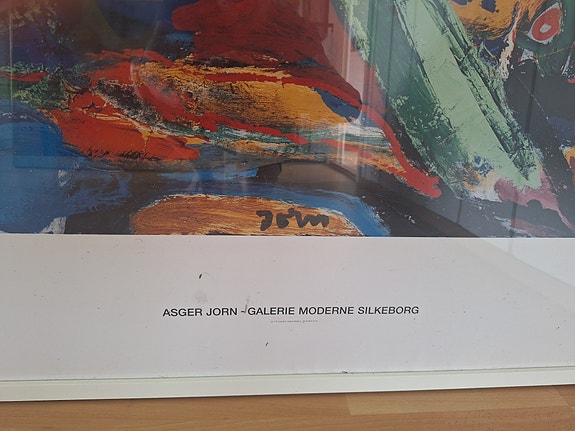 Jorn
ASGER JORN - GALERIE MODERNE SILKEBORG